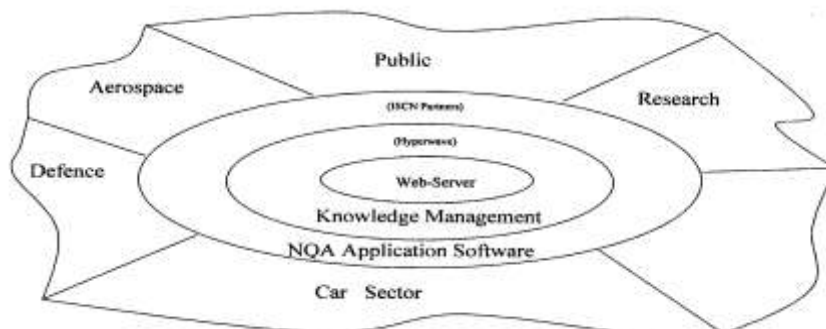 Public
Aerospace
Research
(ISCN Partners)
(Hyperwave)
Defence
Web-Server
Knowledge Management
NQA Application Software
Car Sector